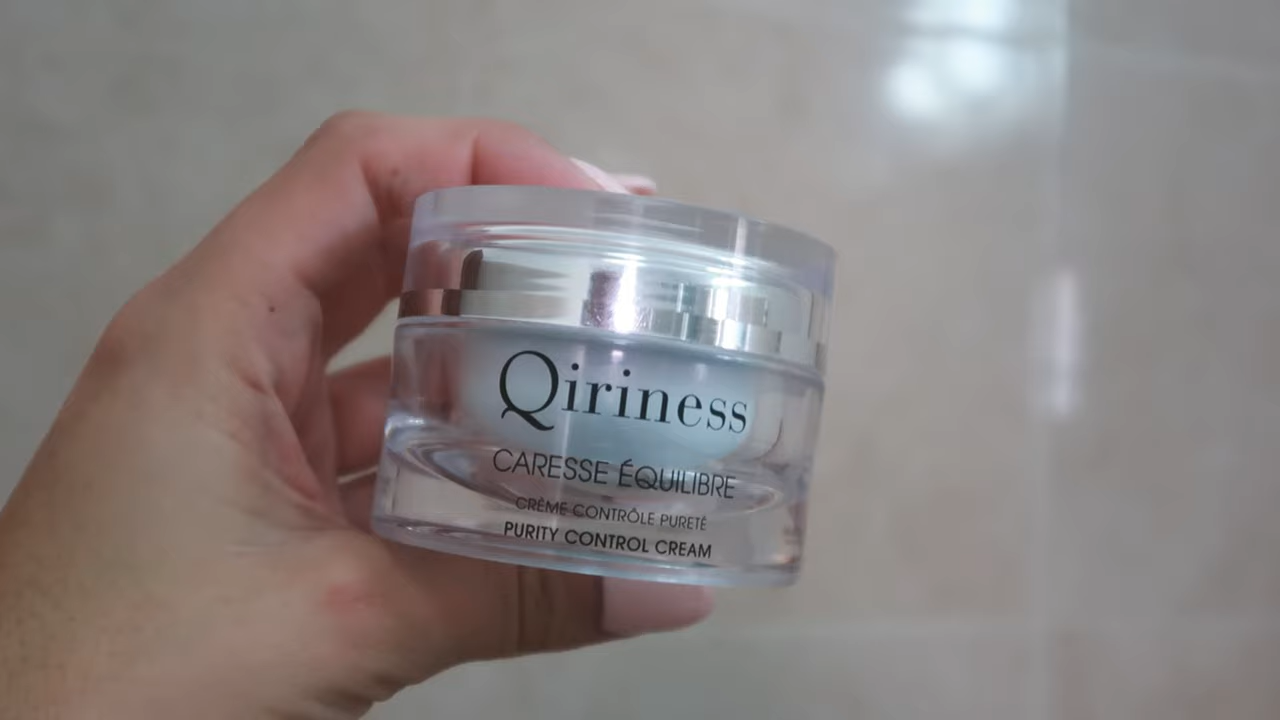 Qiriness
CARESSE ÉQUILIBRE
CRÈME CONTRÔLE PURETÉ
PURITY CONTROL CREAM